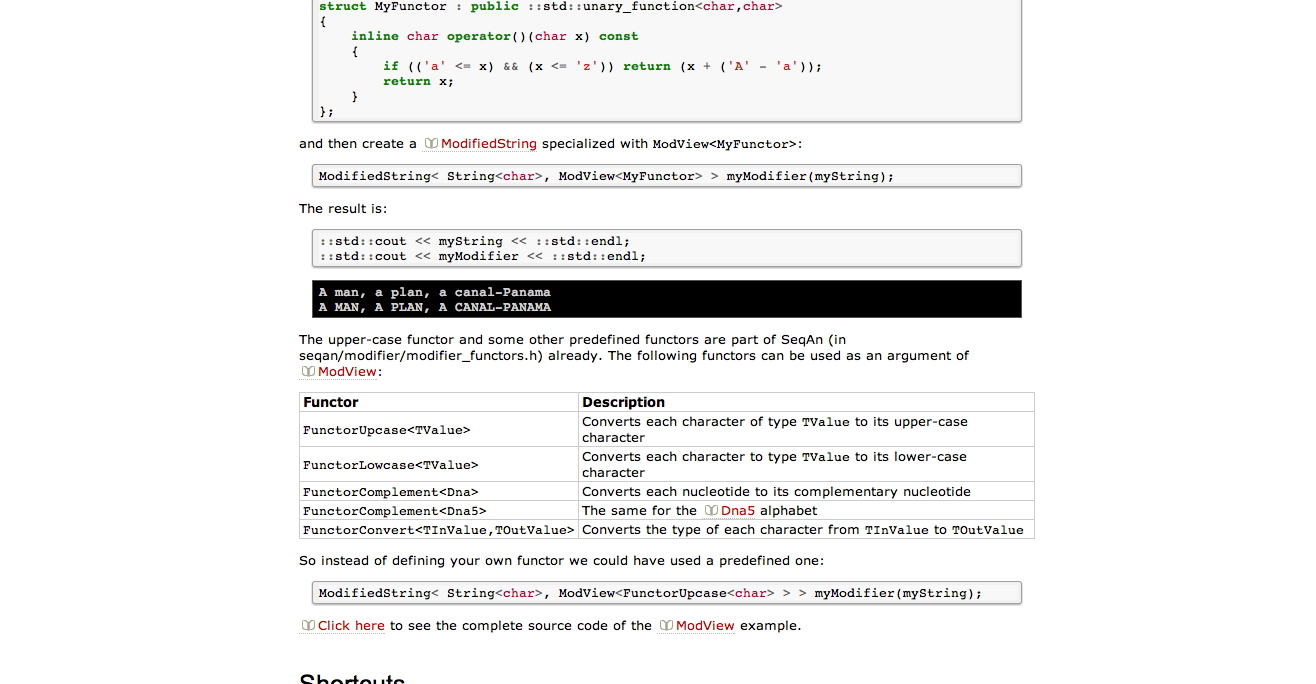 struct MyFunctor : public ::std::unary_function<char,char>
{
    inline char operator()(char x) const
    {
        if (('a' <= x) && (x <= 'z')) return (x + ('A' - 'a'));
        return x;
    }
};
and then create a ModifiedString specialized with ModView<MyFunctor>:
ModifiedString< String<char>, ModView<MyFunctor> > myModifier(myString);
The result is:
::std::cout << myString << ::std::endl;
::std::cout << myModifier << ::std::endl;
A man, a plan, a canal-Panama
A MAN, A PLAN, A CANAL-PANAMA
The upper-case functor and some other predefined functors are part of SeqAn (in
seqan/modifier/modifier_functors.h) already. The following functors can be used as an argument of
ModView:
Functor Description
FunctorUpcase<TValue> Converts each character of type TValue to its upper-case
character
FunctorLowcase<TValue> Converts each character to type TValue to its lower-case
character
FunctorComplement<Dna> Converts each nucleotide to its complementary nucleotide
FunctorComplement<Dna5> The same for the Dna5 alphabet
FunctorConvert<TInValue,TOutValue> Converts the type of each character from TInValue to TOutValue
So instead of defining your own functor we could have used a predefined one:
ModifiedString< String<char>, ModView<FunctorUpcase<char> > > myModifier(myString);
Click here to see the complete source code of the ModView example.
Shortcuts